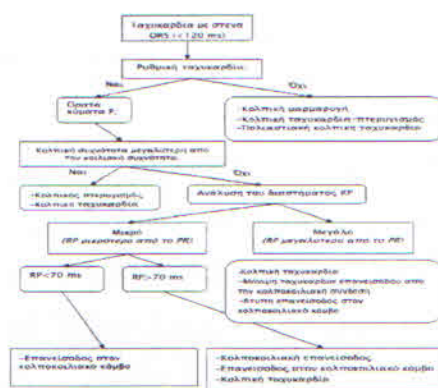 Ταχυκαρδία με στενά
QRS (<120 ms)
Ρυθμική ταχυκαρδία;
Ναι
Όχι
Ορατά
κύματα P;
-Κολπική μαρμαρυγή
-Κολπική ταχυκαρδία-πτερυγισμός
-Πολυεστιακή κολπική ταχυκαρδία
Κολπική συχνότητα μεγαλύτερη από
την κοιλιακή συχνότητα;
Ναι
Όχι
-Κολπικός πτερυγισμός
-Κολπική ταχυκαρδία
Ανάλυση του διαστήματος RP
Μικρό
(RP μικρότερο από το PR)
Μεγάλο
(RP μεγαλύτερο από το PR)
RP<70 ms
RP>70 ms
-Κολπική ταχυκαρδία
-Μόνιμη ταχυκαρδία επανεισόδου από
την κολποκοιλιακή σύνδεση
-Άτυπη επανείσοδος στον
κολποκοιλιακό κόμβο
-Επανείσοδος στον
κολποκοιλιακό κόμβο
-Κολποκοιλιακή επανείσοδος
-Επανείσοδος στον κολποκοιλιακό κόμβο
-Κολπική ταχυκαρδία